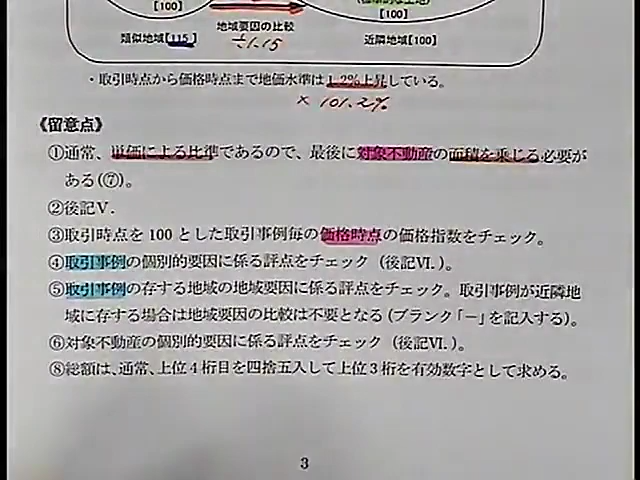 [100]
[100]
地域要因の比較
÷1.15
類似地域[115]
近隣地域[100]
・取引時点から価格時点まで地価水準は1.2%上昇している。
× 101.2%
《留意点》
①通常、単価による比準であるので、最後に対象不動産の面積を乗じる必要が
ある(⑦)。
②後記Ⅴ.
③取引時点を100とした取引事例毎の価格時点の価格指数をチェック。
④取引事例の個別的要因に係る評点をチェック(後記Ⅵ.)。
⑤取引事例の存する地域の地域要因に係る評点をチェック。取引事例が近隣地
域に存する場合は地域要因の比較は不要となる(ブランク「－」を記入する)。
⑥対象不動産の個別的要因に係る評点をチェック(後記Ⅵ.)。
⑧総額は、通常、上位4桁目を四捨五入して上位3桁を有効数字として求める。
3